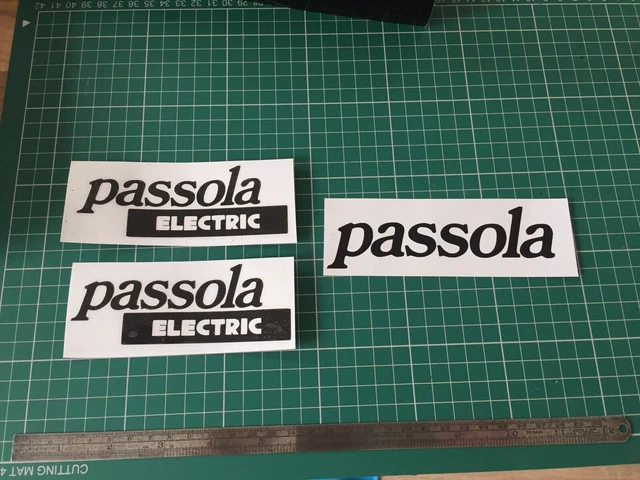 passola
ELECTRIC
passola
ELECTRIC
passola
CUTTING MAT